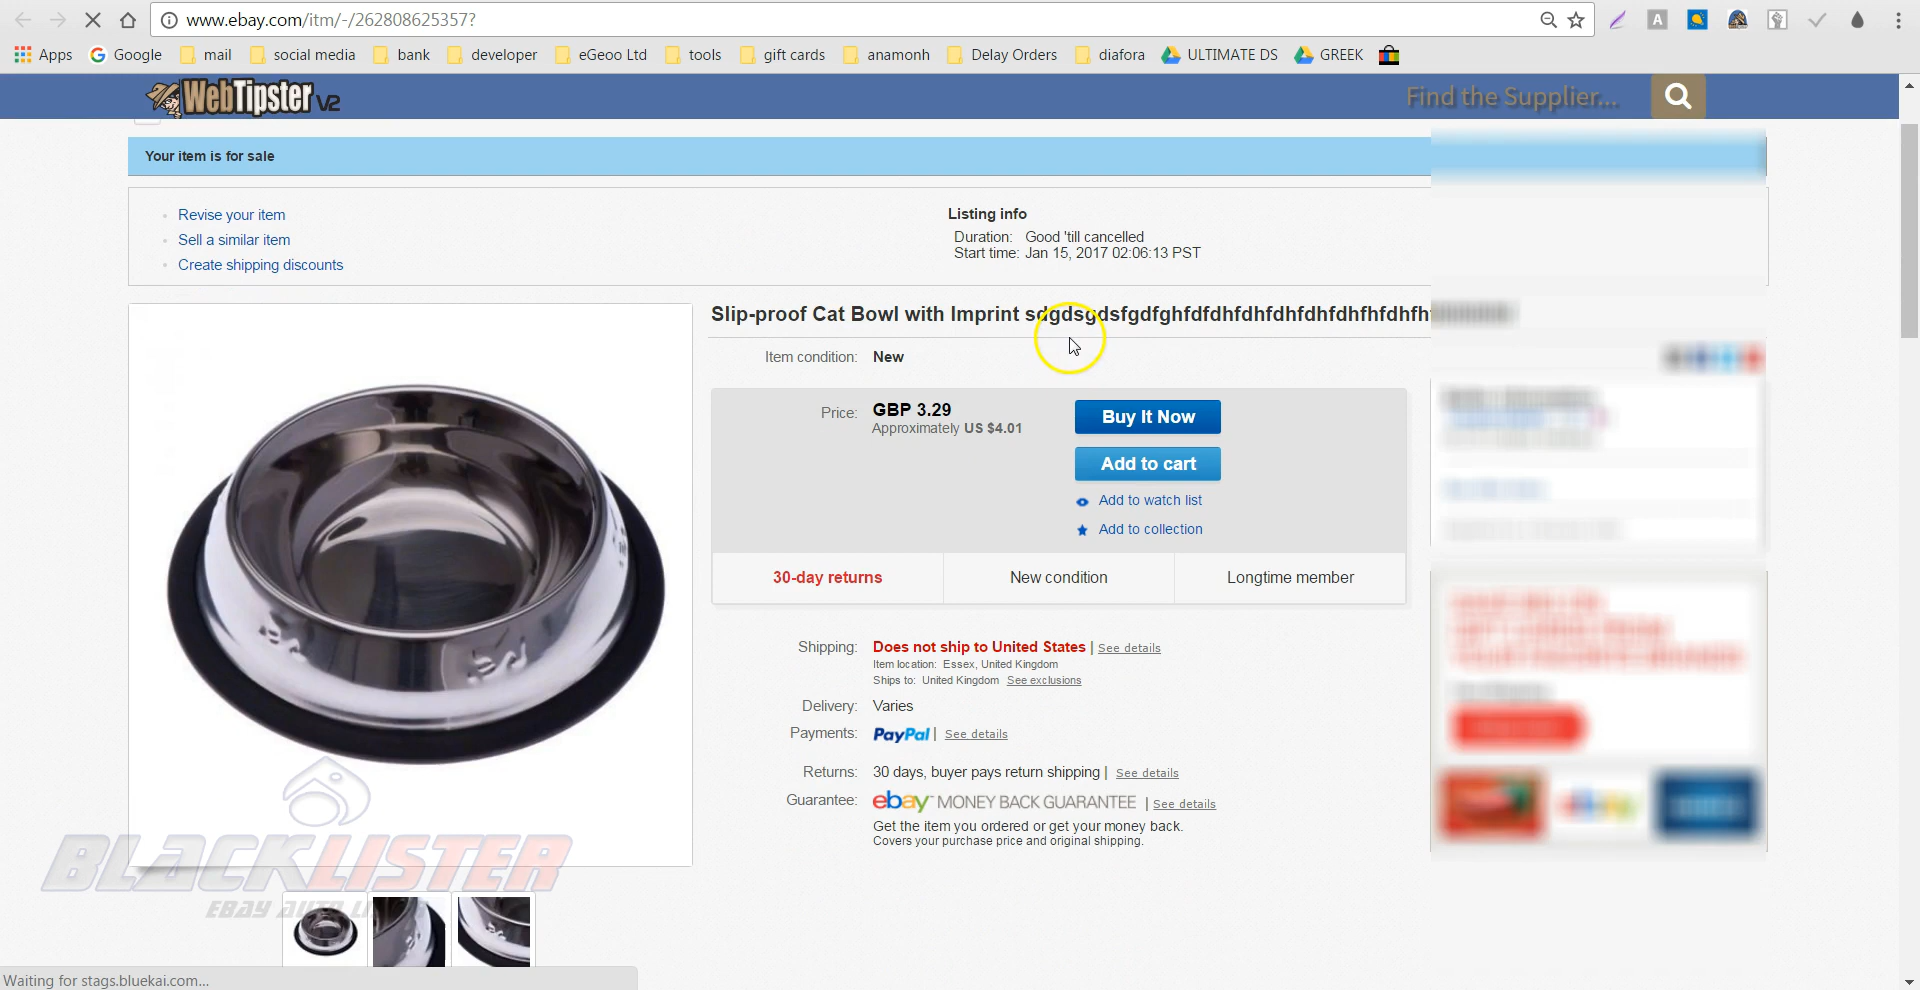 www.ebay.com/itm/-/262808625357?
Apps Google mail social media bank developer eGeoo Ltd tools gift cards anamonh Delay Orders diafora ULTIMATE DS GREEK
WebTipster V2
Find the Supplier...
Your item is for sale
Revise your item
Sell a similar item
Create shipping discounts
Listing info
Duration: Good 'till cancelled
Start time: Jan 15, 2017 02:06:13 PST
Slip-proof Cat Bowl with Imprint
Item condition: New
Price: GBP 3.29
Approximately US $4.01
Buy It Now
Add to cart
Add to watch list
Add to collection
30-day returns New condition Longtime member
Shipping: Does not ship to United States | See details
Item location: Essex, United Kingdom
Ships to: United Kingdom See exclusions
Delivery: Varies
Payments: PayPal | See details
Returns: 30 days, buyer pays return shipping | See details
Guarantee: ebay MONEY BACK GUARANTEE | See details
Get the item you ordered or get your money back.
Covers your purchase price and original shipping.
BLACKLISTER
EBAY AUTO
Waiting for stags.bluekai.com...